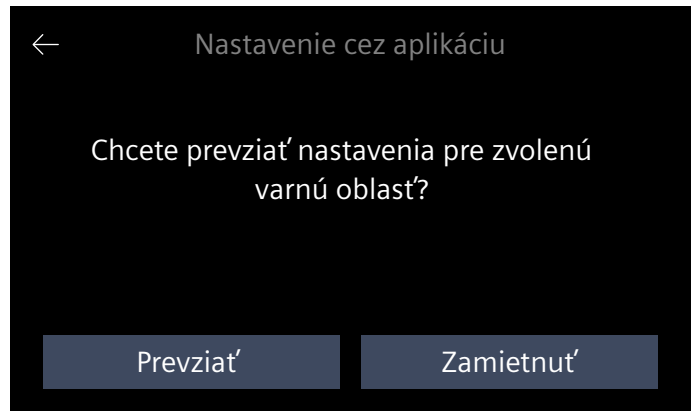 Nastavenie cez aplikáciu
Chcete prevziať nastavenia pre zvolenú
varnú oblasť?
Prevziať
Zamietnuť